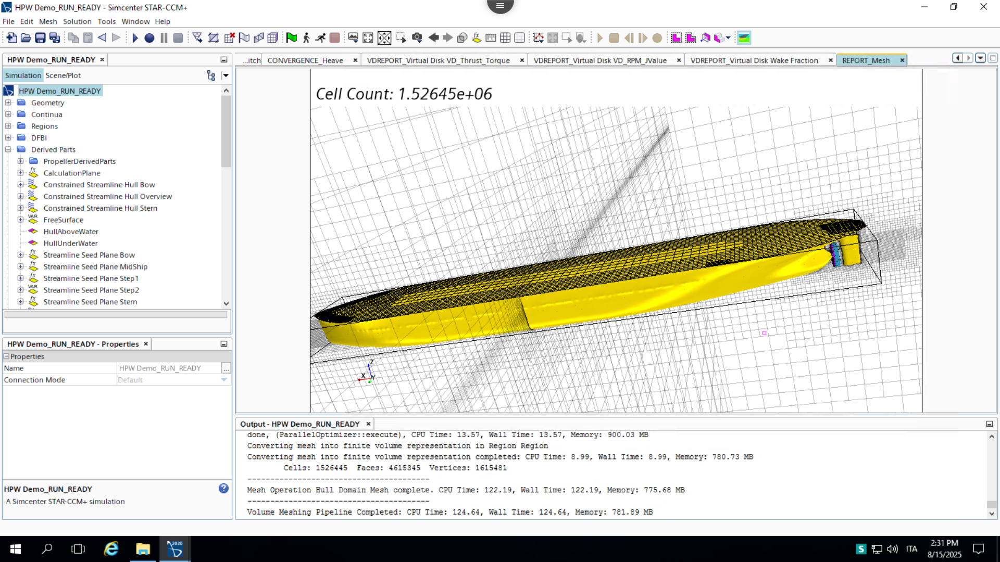 HPW Demo_RUN_READY - Simcenter STAR-CCM+
File Edit Mesh Solution Tools Window Help
HPW Demo_RUN_READY
Simulation Scene/Plot
HPW Demo_RUN_READY
Geometry
Continua
Regions
DFBI
Derived Parts
PropellerDerivedParts
CalculationPlane
Constrained Streamline Hull Bow
Constrained Streamline Hull Overview
Constrained Streamline Hull Stern
FreeSurface
HullAboveWater
HullUnderWater
Streamline Seed Plane Bow
Streamline Seed Plane MidShip
Streamline Seed Plane Step1
Streamline Seed Plane Step2
Streamline Seed Plane Stern
HPW Demo_RUN_READY - Properties
Properties
Name HPW Demo_RUN_READY ...
Connection Mode Default
HPW Demo_RUN_READY
A Simcenter STAR-CCM+ simulation
...itch CONVERGENCE_Heave VDREPORT_Virtual Disk VD_Thrust_Torque VDREPORT_Virtual Disk VD_RPM_JValue VDREPORT_Virtual Disk Wake Fraction REPORT_Mesh
Cell Count: 1.52645e+06
Z
X Y
Output - HPW Demo_RUN_READY
done, (ParallelOptimizer::execute), CPU Time: 13.57, Wall Time: 13.57, Memory: 900.03 MB
Converting mesh into finite volume representation in Region Region
Converting mesh into finite volume representation completed: CPU Time: 8.99, Wall Time: 8.99, Memory: 780.73 MB
Cells: 1526445 Faces: 4615345 Vertices: 1615481
----------------------------------------
Mesh Operation Hull Domain Mesh complete. CPU Time: 122.19, Wall Time: 122.19, Memory: 775.68 MB
----------------------------------------
Volume Meshing Pipeline Completed: CPU Time: 124.64, Wall Time: 124.64, Memory: 781.89 MB
2020
S ITA
2:31 PM
8/15/2025